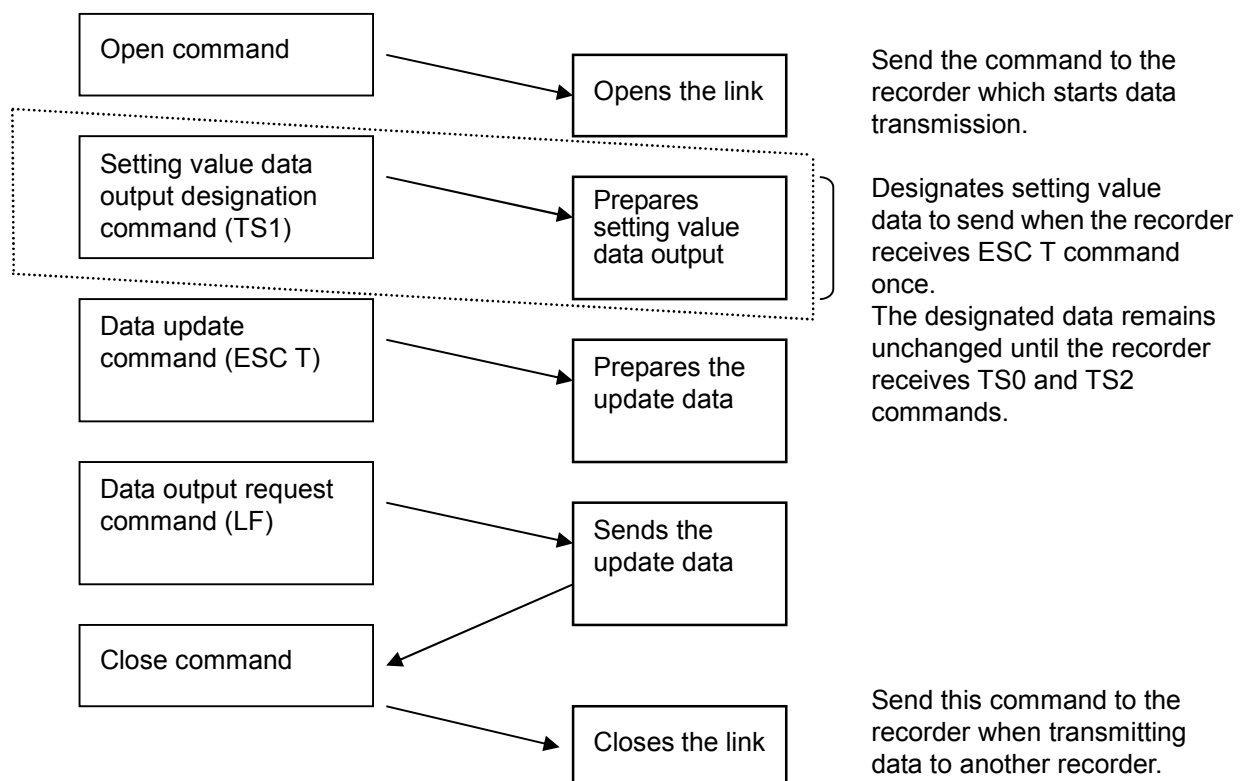 Open command
Opens the link
Send the command to the
recorder which starts data
transmission.
Setting value data
output designation
command (TS1)
Prepares
setting value
data output
Designates setting value
data to send when the recorder
receives ESC T command
once.
The designated data remains
unchanged until the recorder
receives TS0 and TS2
commands.
Data update
command (ESC T)
Prepares the
update data
Data output request
command (LF)
Sends the
update data
Close command
Closes the link
Send this command to the
recorder when transmitting
data to another recorder.